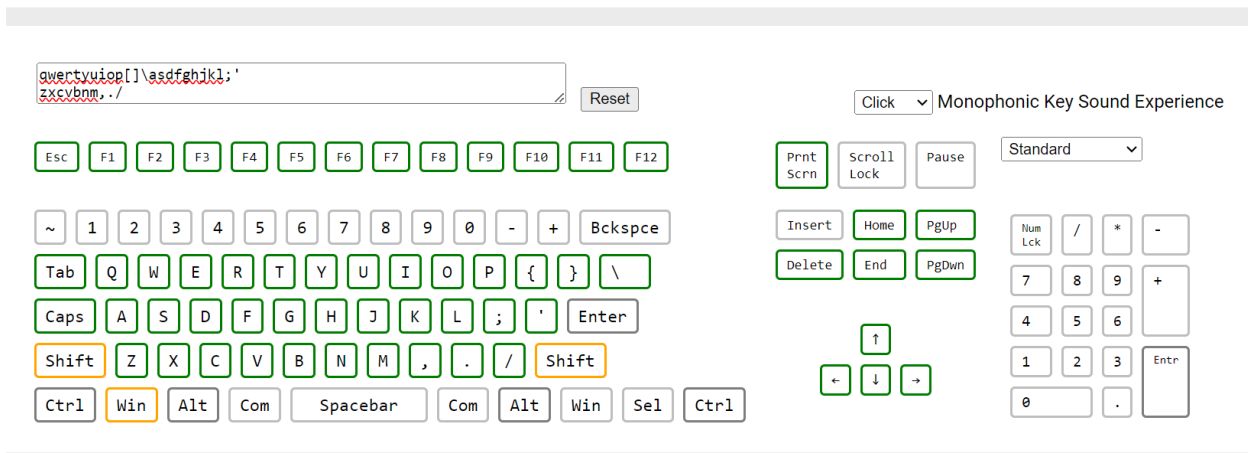 qwertyuiop[]\asdfghjkl;'
zxcvbnm,./
Reset
Click Monophonic Key Sound Experience
Esc F1 F2 F3 F4 F5 F6 F7 F8 F9 F10 F11 F12
Prnt Scrn
Scroll Lock
Pause
Standard
~ 1 2 3 4 5 6 7 8 9 0 - + Bckspce
Insert Home PgUp
Num Lck / * -
Tab Q W E R T Y U I O P { } \
Delete End PgDwn
7 8 9 +
Caps A S D F G H J K L ; ' Enter
4 5 6
Shift Z X C V B N M , . / Shift
↑
1 2 3 Entr
Ctrl Win Alt Com Spacebar Com Alt Win Sel Ctrl
← ↓ →
0 .